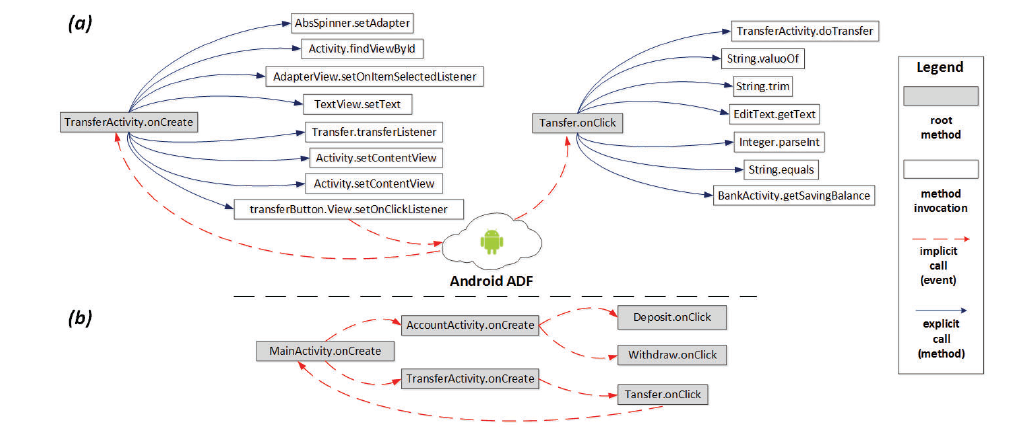 (a)
AbsSpinner.setAdapter
Activity.findViewById
AdapterView.setOnItemSelectedListener
TextView.setText
TransferActivity.onCreate
Transfer.transferListener
Activity.setContentView
Activity.setContentView
transferButton.View.setOnClickListener
TransferActivity.doTransfer
String.valuoOf
String.trim
EditText.getText
Tansfer.onClick
Integer.parseInt
String.equals
BankActivity.getSavingBalance
Android ADF
Legend
root
method
method
invocation
implicit
call
(event)
explicit
call
(method)
(b)
AccountActivity.onCreate
Deposit.onClick
MainActivity.onCreate
Withdraw.onClick
TransferActivity.onCreate
Tansfer.onClick